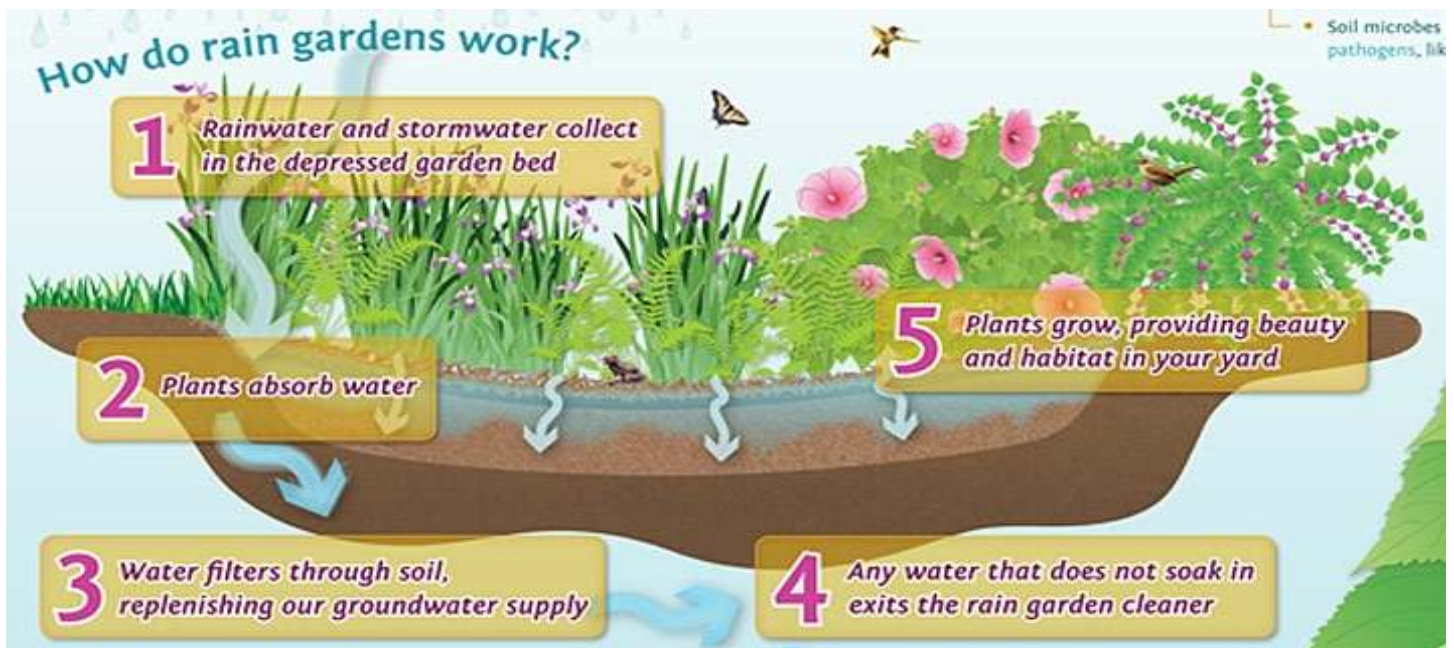 How do rain gardens work?
Soil microbes
pathogens,
1 Rainwater and stormwater collect
in the depressed garden bed
2 Plants absorb water
5 Plants grow, providing beauty
and habitat in your yard
3 Water filters through soil,
replenishing our groundwater supply
4 Any water that does not soak in
exits the rain garden cleaner